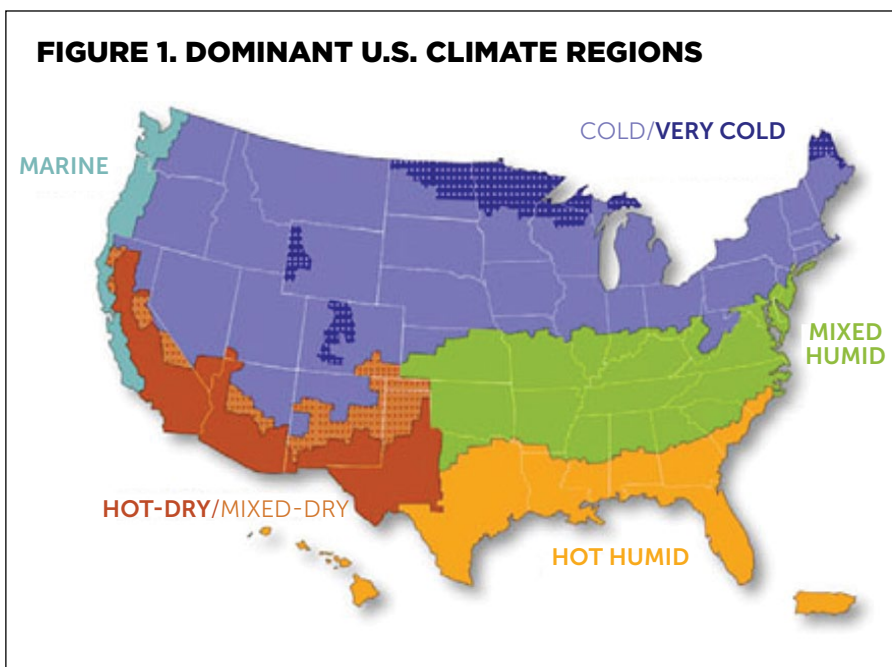 FIGURE 1. DOMINANT U.S. CLIMATE REGIONS
COLD/VERY COLD
MARINE
MIXED
HUMID
HOT-DRY/MIXED-DRY
HOT HUMID